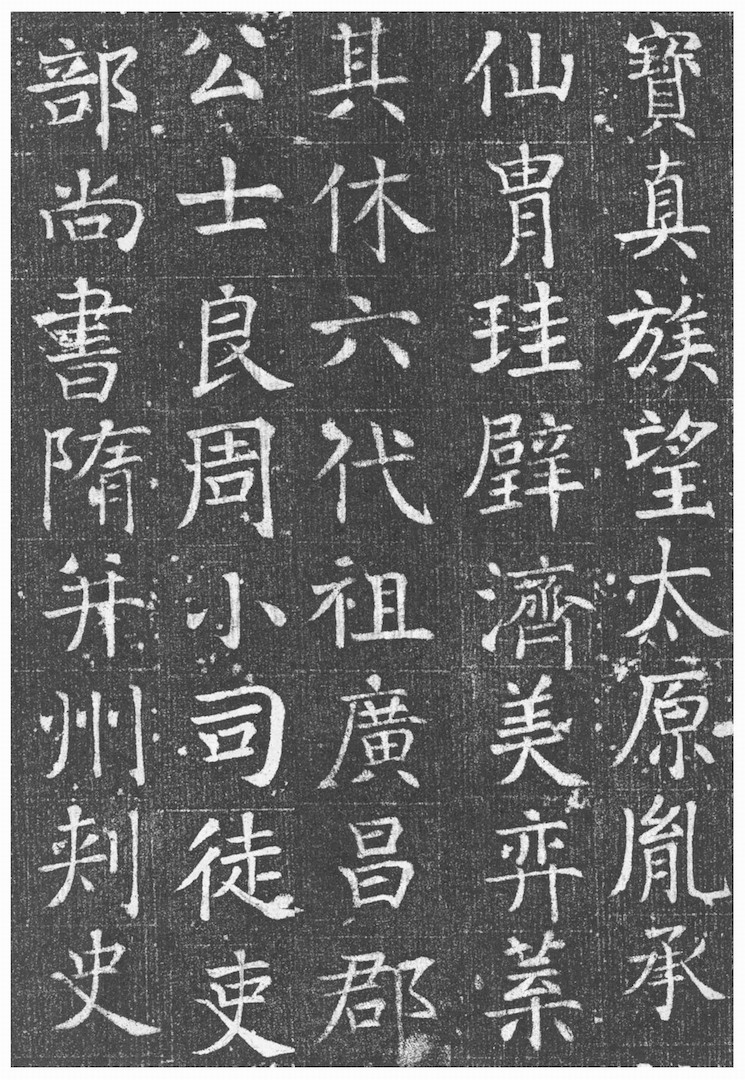 寶真族望太原胤承
仙胄珪璧濟美弈葉
其休六代祖廣昌郡
公士良周小司徒吏
部尚書隋并州刺史